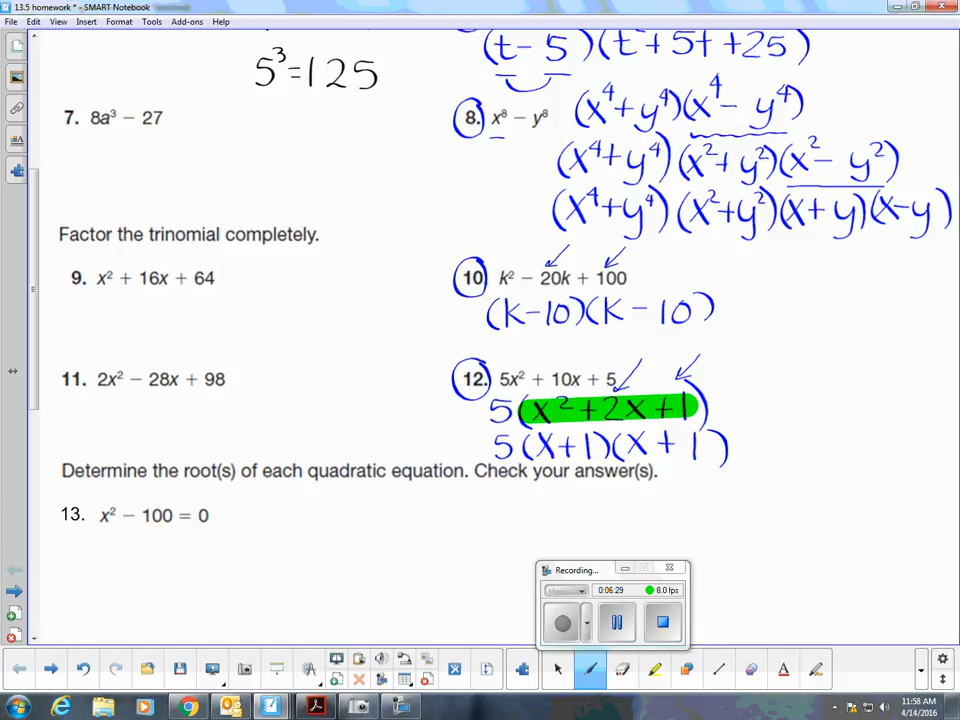 13.5 homework * - SMART Notebook
File Edit View Insert Format Tools Add-ons Help
(t - 5)(t² + 5t + 25)
5³ = 125
7. 8a³ − 27
8. x⁸ − y⁸
(x⁴ + y⁴)(x⁴ - y⁴)
(x⁴ + y⁴)(x² + y²)(x² - y²)
(x⁴ + y⁴)(x² + y²)(x + y)(x - y)
Factor the trinomial completely.
9. x² + 16x + 64
10. k² − 20k + 100
(k - 10)(k - 10)
11. 2x² − 28x + 98
12. 5x² + 10x + 5
5(x² + 2x + 1)
5(x + 1)(x + 1)
Determine the root(s) of each quadratic equation. Check your answer(s).
13. x² − 100 = 0
Recording...
0:06:29 8.0 fps
11:58 AM
4/14/2016